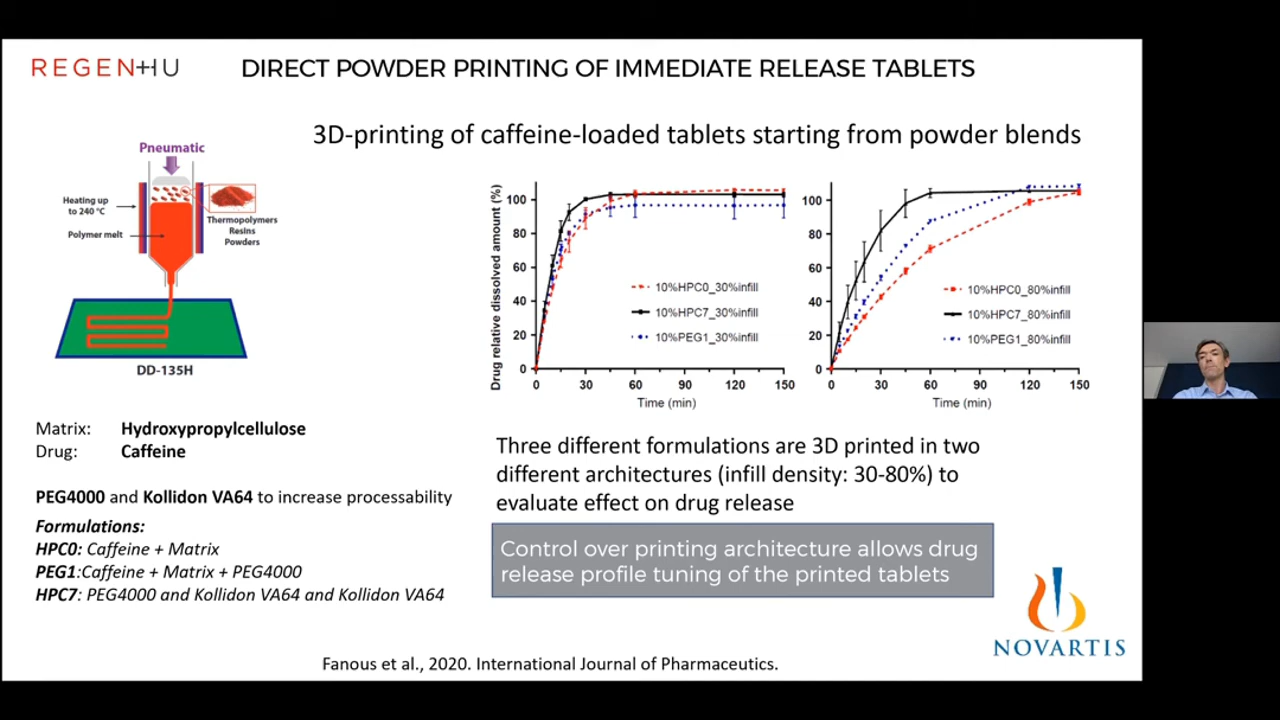 REGENHU
DIRECT POWDER PRINTING OF IMMEDIATE RELEASE TABLETS
3D-printing of caffeine-loaded tablets starting from powder blends
Pneumatic
Heating up
to 240 °C
Polymer melt
Thermopolymers
Resins
Powders
DD-135H
Matrix: Hydroxypropylcellulose
Drug: Caffeine
PEG4000 and Kollidon VA64 to increase processability
Formulations:
HPC0: Caffeine + Matrix
PEG1:Caffeine + Matrix + PEG4000
HPC7: PEG4000 and Kollidon VA64 and Kollidon VA64
Drug relative dissolved amount (%)
100
80
60
40
20
0
0 30 60 90 120 150
Time (min)
10%HPC0_30%infill
10%HPC7_30%infill
10%PEG1_30%infill
100
80
60
40
20
0
0 30 60 90 120 150
Time (min)
10%HPC0_80%infill
10%HPC7_80%infill
10%PEG1_80%infill
Three different formulations are 3D printed in two
different architectures (infill density: 30-80%) to
evaluate effect on drug release
Control over printing architecture allows drug
release profile tuning of the printed tablets
NOVARTIS
Fanous et al., 2020. International Journal of Pharmaceutics.